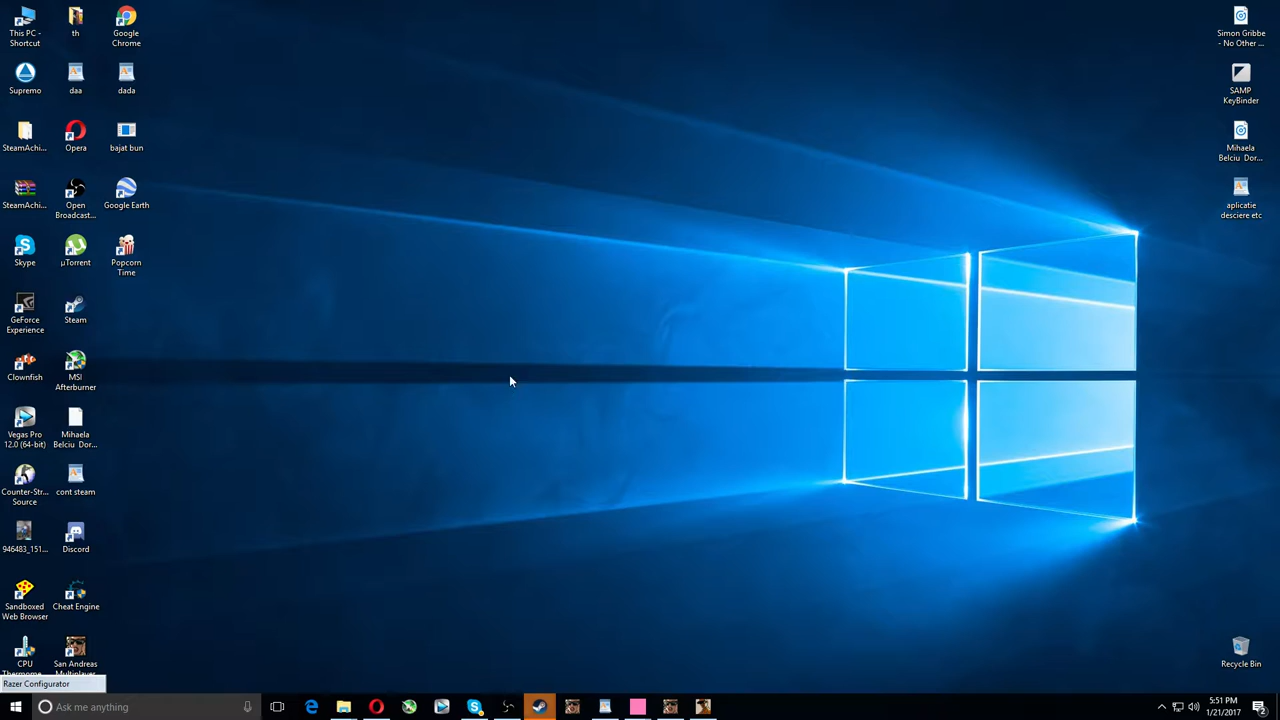 This PC -
Shortcut
th
Google
Chrome
Supremo
daa
dada
SteamAchi...
Opera
bajat bun
SteamAchi...
Open
Broadcast...
Google Earth
Skype
µTorrent
Popcorn
Time
GeForce
Experience
Steam
Clownfish
MSI
Afterburner
Vegas Pro
12.0 (64-bit)
Mihaela
Belciu Dor...
Counter-Str...
Source
cont steam
946483_151...
Discord
Sandboxed
Web Browser
Cheat Engine
CPU
Thermome...
San Andreas
Multiplayer
Razer Configurator
Simon Gribbe
- No Other ...
SAMP
KeyBinder
Mihaela
Belciu Dor...
aplicatie
desciere etc
Recycle Bin
Ask me anything
5:51 PM
1/21/2017
2